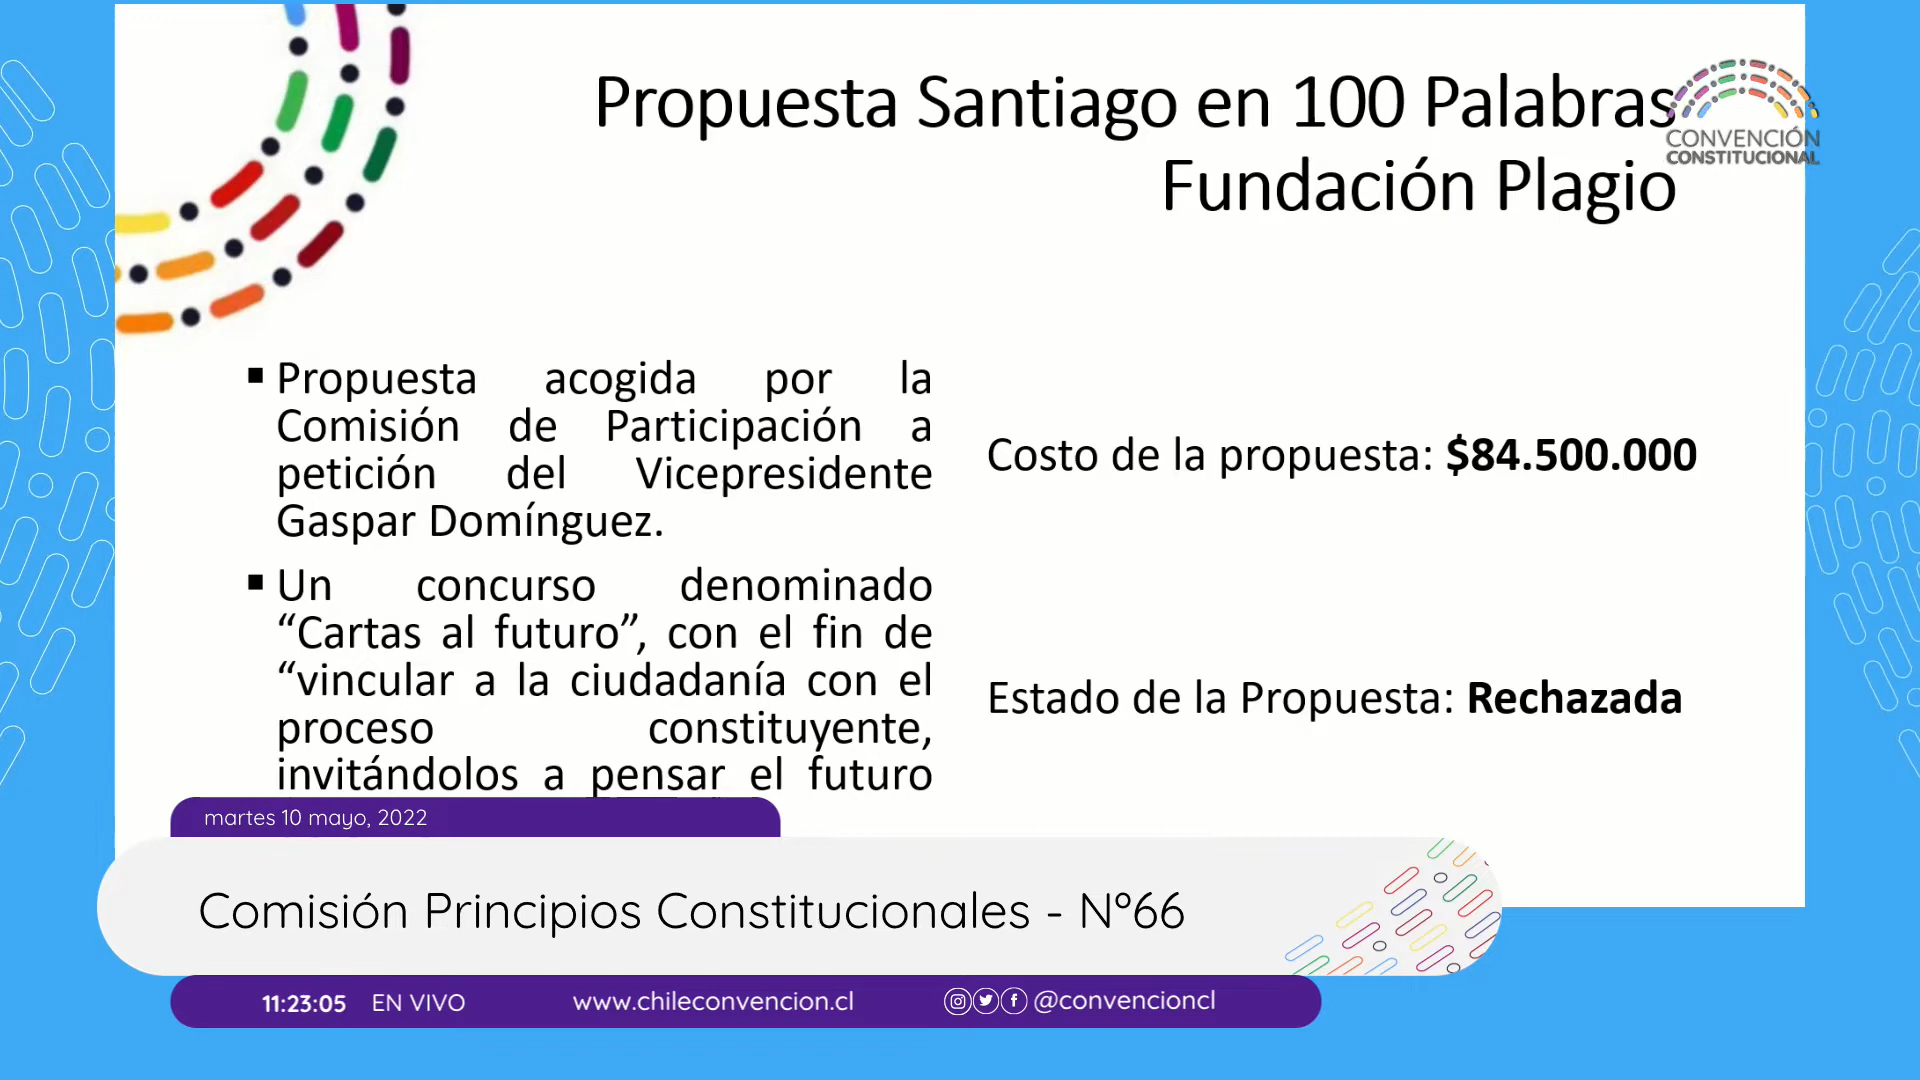 Propuesta Santiago en 100 Palabras
Fundación Plagio
CONVENCIÓN
CONSTITUCIONAL
▪ Propuesta acogida por la
Comisión de Participación a
petición del Vicepresidente
Gaspar Domínguez.
▪ Un concurso denominado
“Cartas al futuro”, con el fin de
“vincular a la ciudadanía con el
proceso constituyente,
invitándolos a pensar el futuro
Costo de la propuesta: $84.500.000
Estado de la Propuesta: Rechazada
martes 10 mayo, 2022
Comisión Principios Constitucionales - N°66
11:23:05 EN VIVO www.chileconvencion.cl @convencioncl